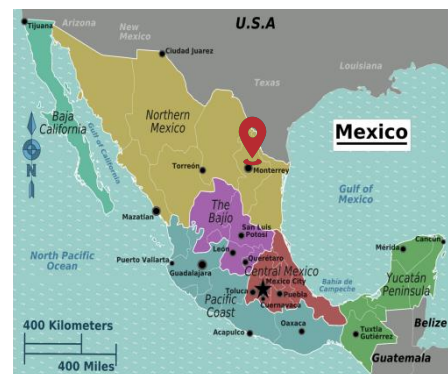 U.S.A
Arizona
New
Mexico
Tijuana
Ciudad Juarez
Texas
Louisiana
Baja
California
Gulf of California
Northern
Mexico
Mexico
Torreón
Monterrey
Gulf of
Mexico
N
Mazatlan
The
Bajío
San Luis
Potosi
León
Querétaro
North Pacific
Ocean
Puerto Vallarta
Guadalajara
Central Mexico
Mexico City
Toluca
Puebla
Cuernavaca
Pacific
Coast
Bahia de
Campeche
Mérida
Cancun
Yucatán
Peninsula
Acapulco
Oaxaca
Tuxtla
Gutiérrez
Belize
Guatemala
400 Kilometers
400 Miles